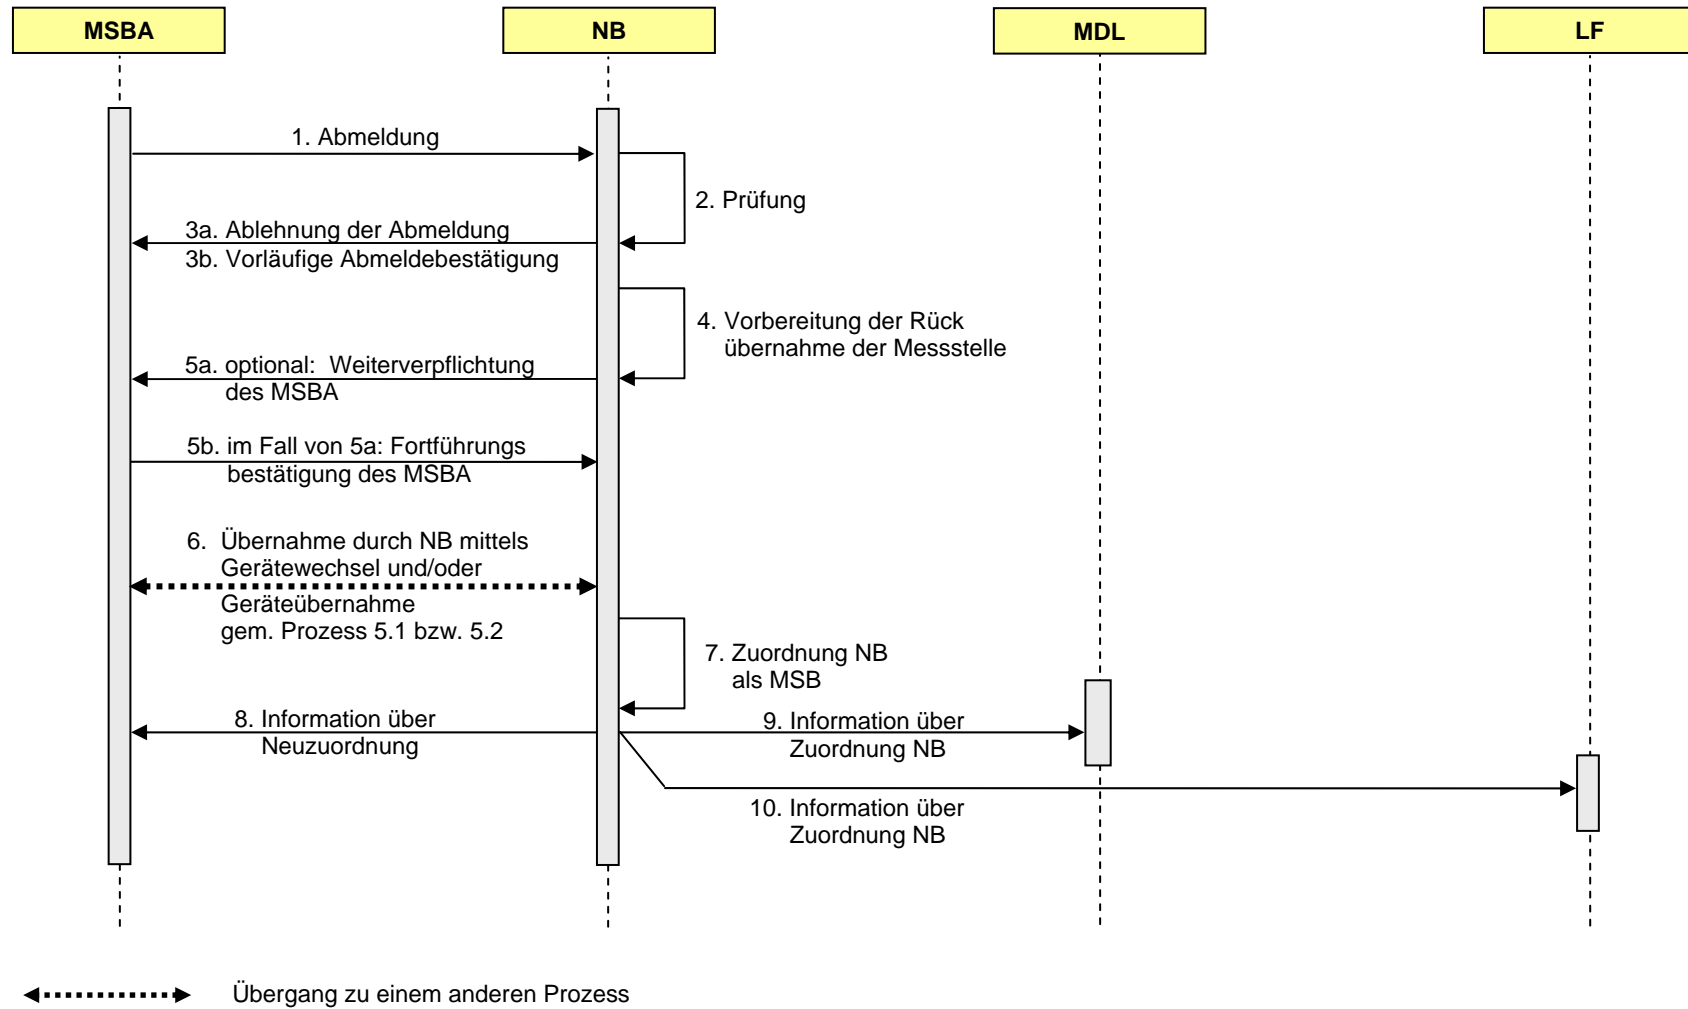 MSBA
NB
MDL
LF
1. Abmeldung
2. Prüfung
3a. Ablehnung der Abmeldung
3b. Vorläufige Abmeldebestätigung
4. Vorbereitung der Rück
übernahme der Messstelle
5a. optional: Weiterverpflichtung
des MSBA
5b. im Fall von 5a: Fortführungs
bestätigung des MSBA
6. Übernahme durch NB mittels
Gerätewechsel und/oder
Geräteübernahme
gem. Prozess 5.1 bzw. 5.2
7. Zuordnung NB
als MSB
8. Information über
Neuzuordnung
9. Information über
Zuordnung NB
10. Information über
Zuordnung NB
Übergang zu einem anderen Prozess